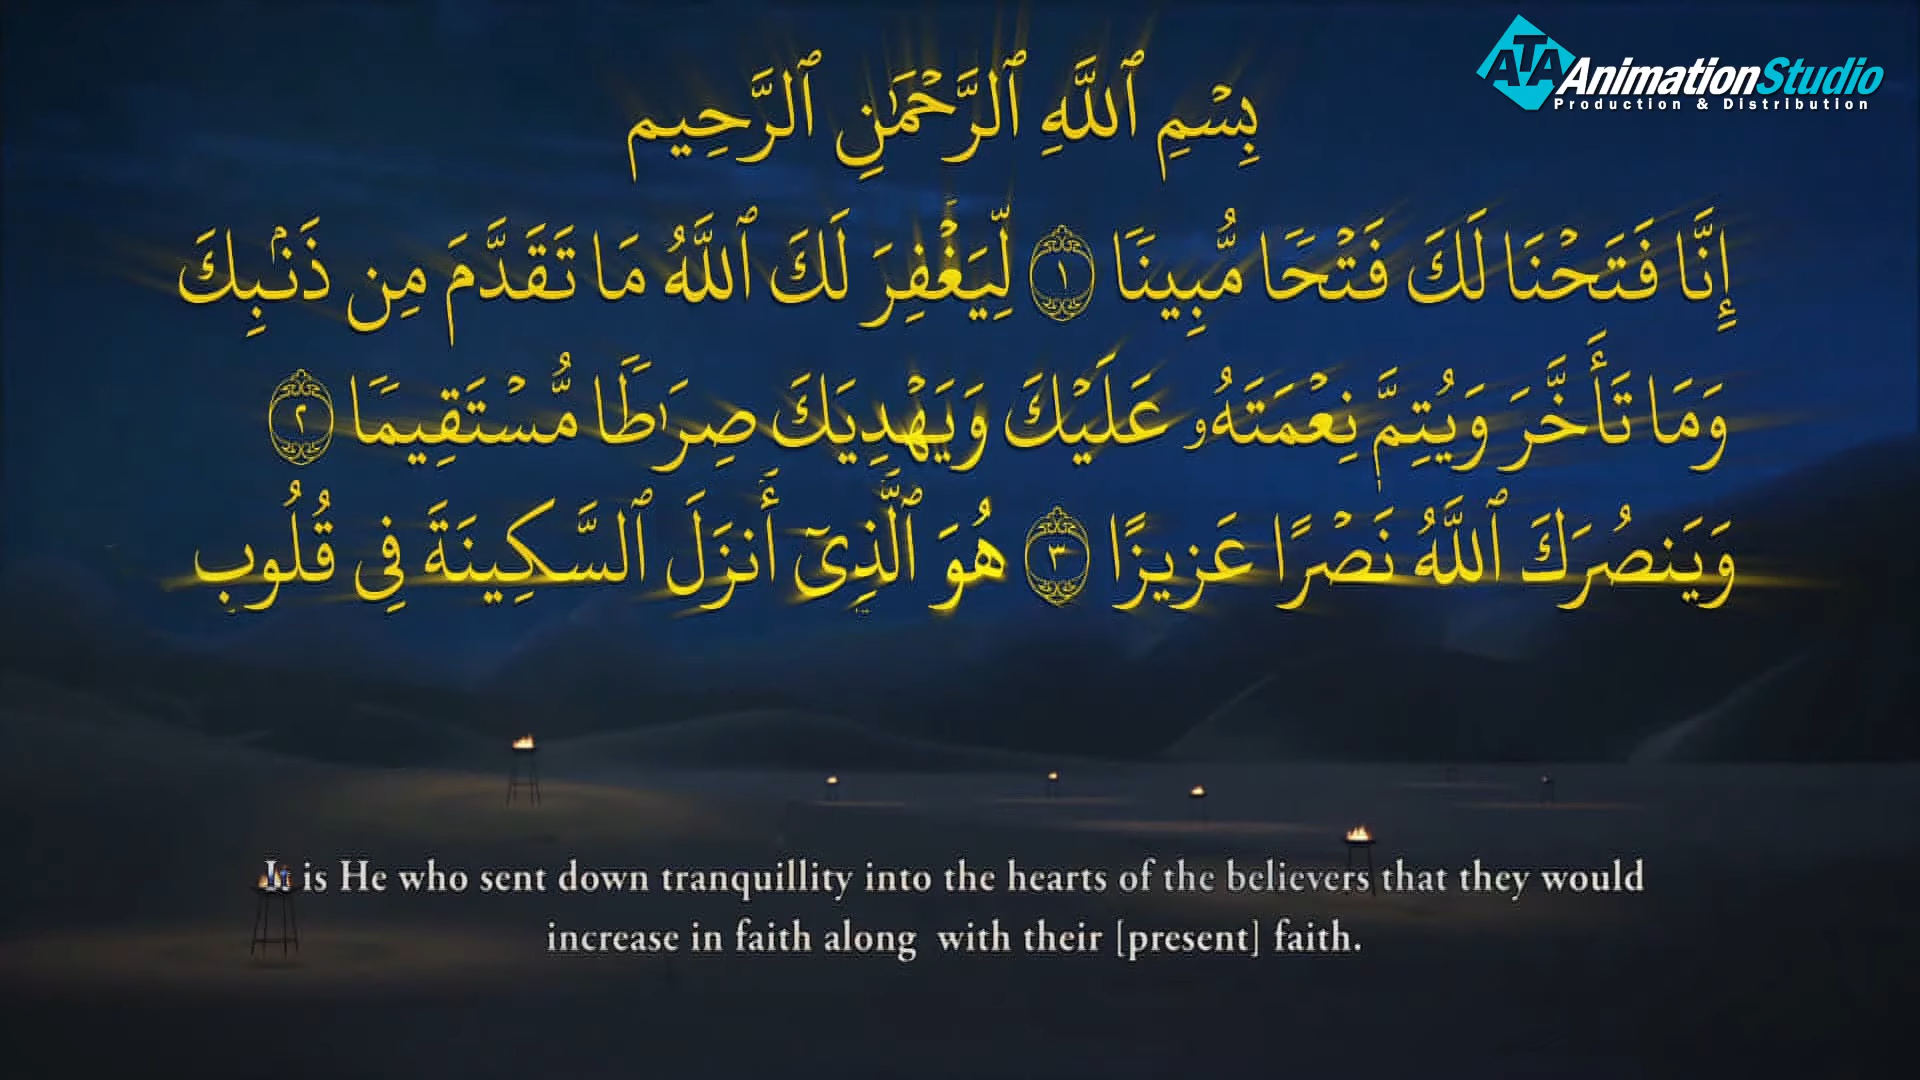 ATA AnimationStudio
Production & Distribution
بِسْمِ ٱللَّهِ ٱلرَّحْمَٰنِ ٱلرَّحِيمِ
إِنَّا فَتَحْنَا لَكَ فَتْحًا مُّبِينًا ١ لِّيَغْفِرَ لَكَ ٱللَّهُ مَا تَقَدَّمَ مِن ذَنۢبِكَ
وَمَا تَأَخَّرَ وَيُتِمَّ نِعْمَتَهُۥ عَلَيْكَ وَيَهْدِيَكَ صِرَٰطًا مُّسْتَقِيمًا ٢
وَيَنصُرَكَ ٱللَّهُ نَصْرًا عَزِيزًا ٣ هُوَ ٱلَّذِىٓ أَنزَلَ ٱلسَّكِينَةَ فِى قُلُوبِ
It is He who sent down tranquillity into the hearts of the believers that they would
increase in faith along with their [present] faith.